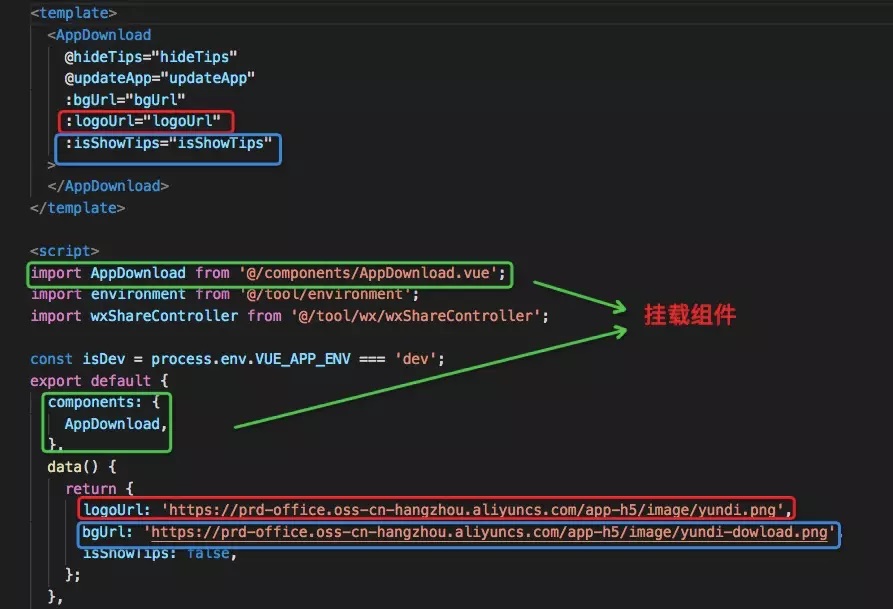 <template>
<AppDownload
@hideTips="hideTips"
@updateApp="updateApp"
:bgUrl="bgUrl"
:logoUrl="logoUrl"
:isShowTips="isShowTips"
>
</AppDownload>
</template>
<script>
import AppDownload from '@/components/AppDownload.vue';
import environment from '@/tool/environment';
import wxShareController from '@/tool/wx/wxShareController';
挂载组件
const isDev = process.env.VUE_APP_ENV === 'dev';
export default {
components: {
AppDownload,
},
data() {
return {
logoUrl: 'https://prd-office.oss-cn-hangzhou.aliyuncs.com/app-h5/image/yundi.png',
bgUrl: 'https://prd-office.oss-cn-hangzhou.aliyuncs.com/app-h5/image/yundi-dowload.png',
isShowTips: false,
};
},